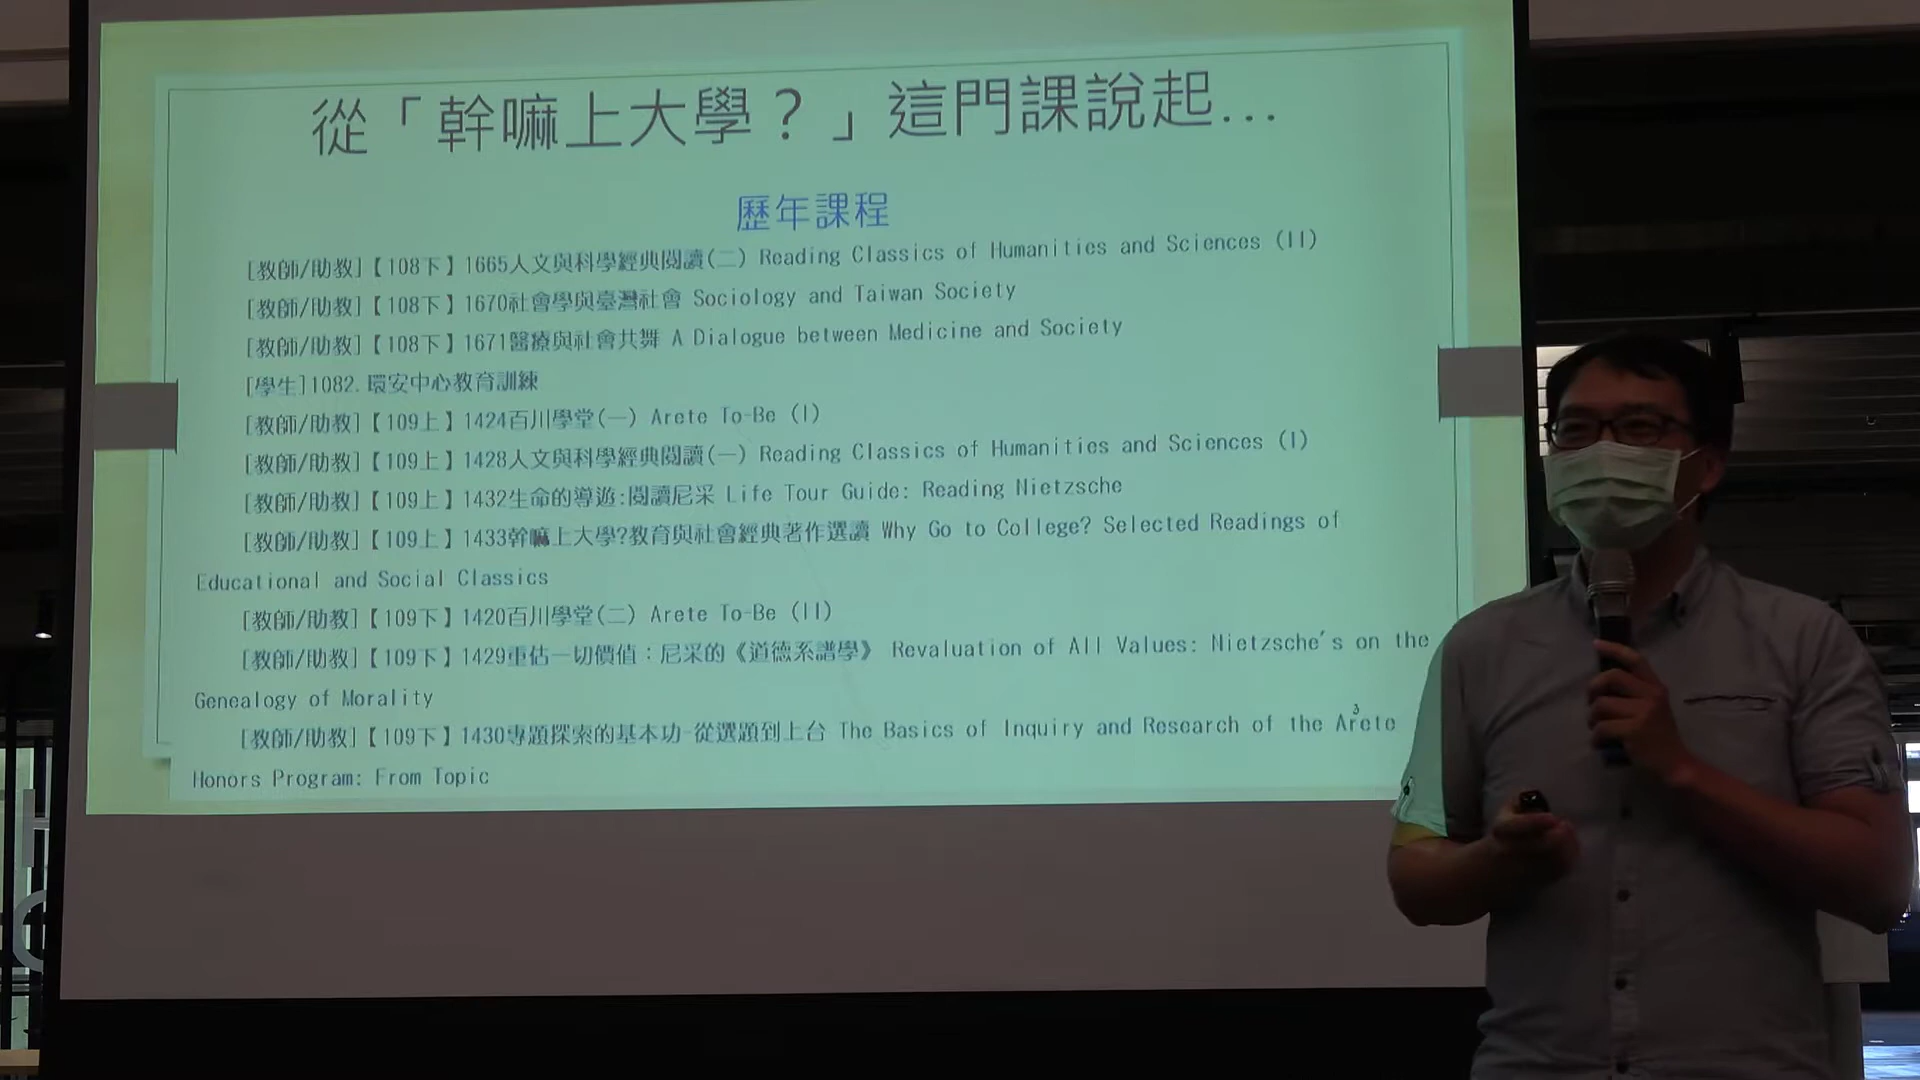 從「幹嘛上大學？」這門課說起...
歷年課程
[教師/助教]【108下】1665人文與科學經典閱讀(二) Reading Classics of Humanities and Sciences (II)
[教師/助教]【108下】1670社會學與臺灣社會 Sociology and Taiwan Society
[教師/助教]【108下】1671醫療與社會共舞 A Dialogue between Medicine and Society
[學生]1082.環安中心教育訓練
[教師/助教]【109上】1424百川學堂(一) Arete To-Be (I)
[教師/助教]【109上】1428人文與科學經典閱讀(一) Reading Classics of Humanities and Sciences (I)
[教師/助教]【109上】1432生命的導遊:閱讀尼采 Life Tour Guide: Reading Nietzsche
[教師/助教]【109上】1433幹嘛上大學?教育與社會經典著作選讀 Why Go to College? Selected Readings of
Educational and Social Classics
[教師/助教]【109下】1420百川學堂(二) Arete To-Be (II)
[教師/助教]【109下】1429重估一切價值：尼采的《道德系譜學》 Revaluation of All Values: Nietzsche's on the
Genealogy of Morality
[教師/助教]【109下】1430專題探索的基本功-從選題到上台 The Basics of Inquiry and Research of the Arete
Honors Program: From Topic
3